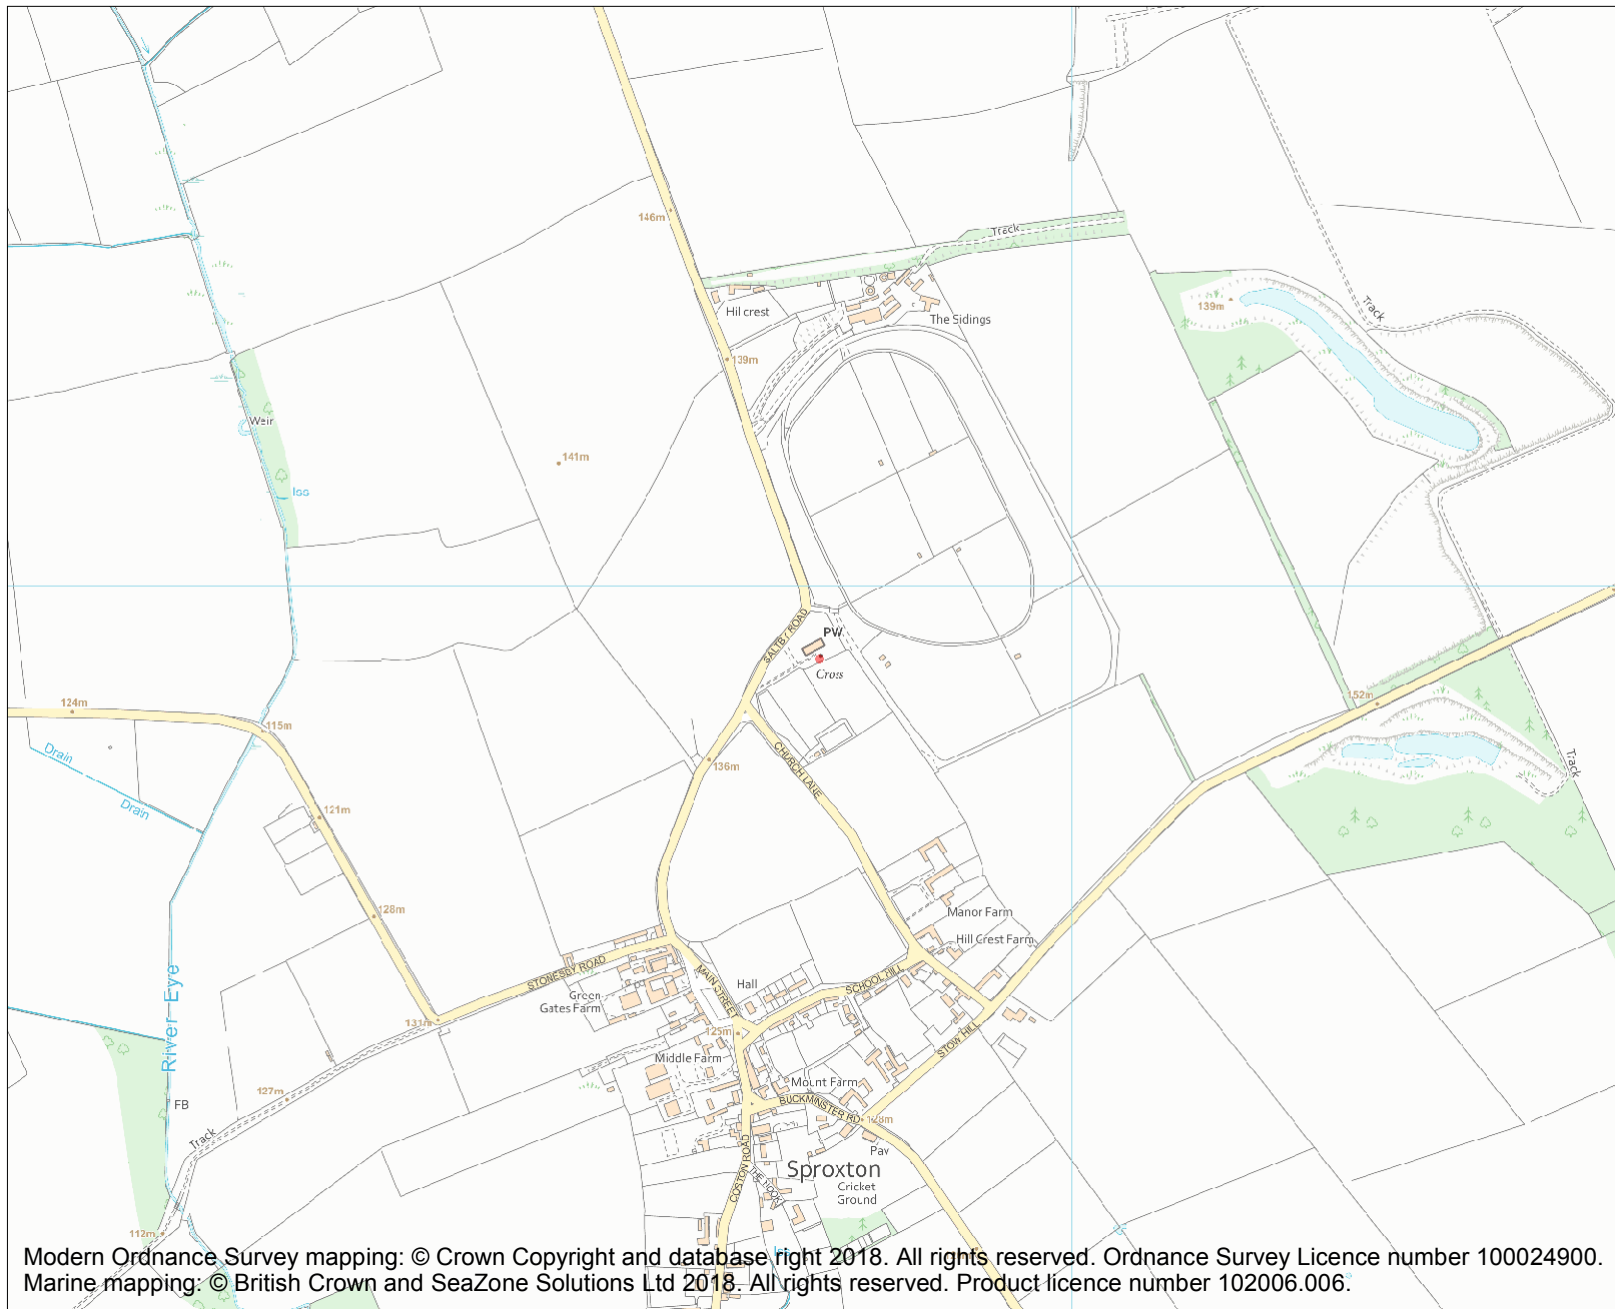 146m
Track
139m
Track
Hil crest
The Sidings
139m
Weir
141m
Iss
SALTBY ROAD
PW
Cross
124m
115m
152m
Drain
136m
CHURCH LANE
Track
Drain
121m
128m
Manor Farm
Hill Crest Farm
STONESBY ROAD
MAIN STREET
Hall
SCHOOL HILL
River Eye
Green
Gates Farm
131m
125m
STOW HILL
Middle Farm
127m
Mount Farm
BUCKMINSTER RD
128m
FB
Track
Pav
COSTON ROAD
THE NOOK
Sproxton
Cricket
Ground
112m
Iss
Modern Ordnance Survey mapping: © Crown Copyright and database right 2018. All rights reserved. Ordnance Survey Licence number 100024900.
Marine mapping: © British Crown and SeaZone Solutions Ltd 2018. All rights reserved. Product licence number 102006.006.